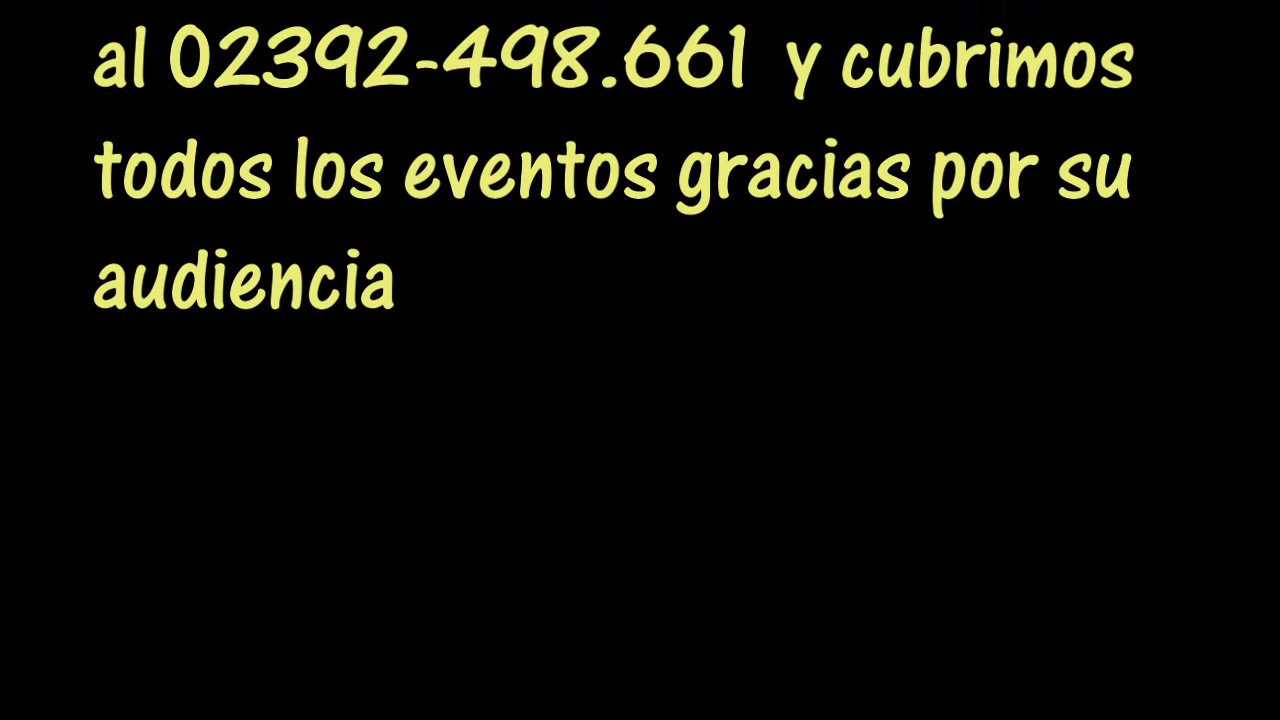 al 02392-498.661 y cubrimos
todos los eventos gracias por su
audiencia